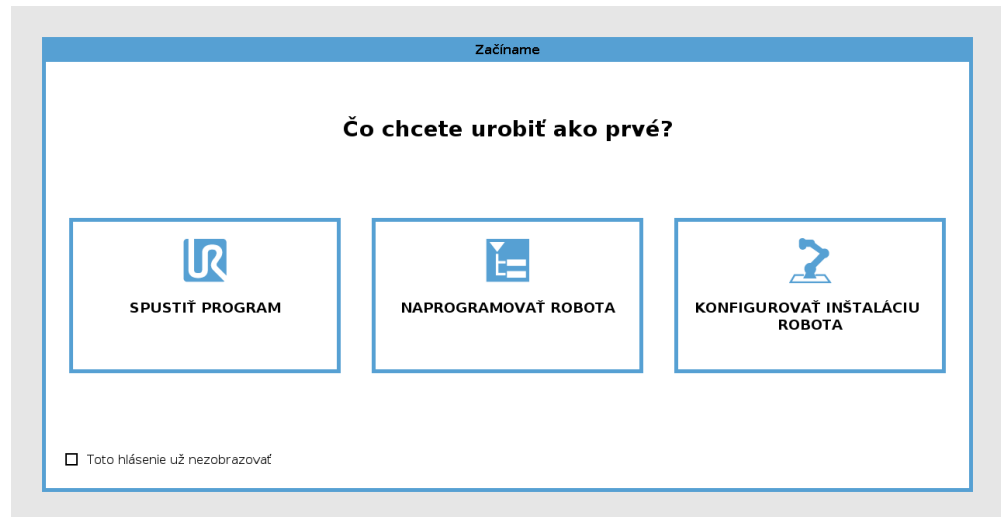 Začíname
Čo chcete urobiť ako prvé?
SPUSTIŤ PROGRAM
NAPROGRAMOVAŤ ROBOTA
KONFIGUROVAŤ INŠTALÁCIU
ROBOTA
Toto hlásenie už nezobrazovať